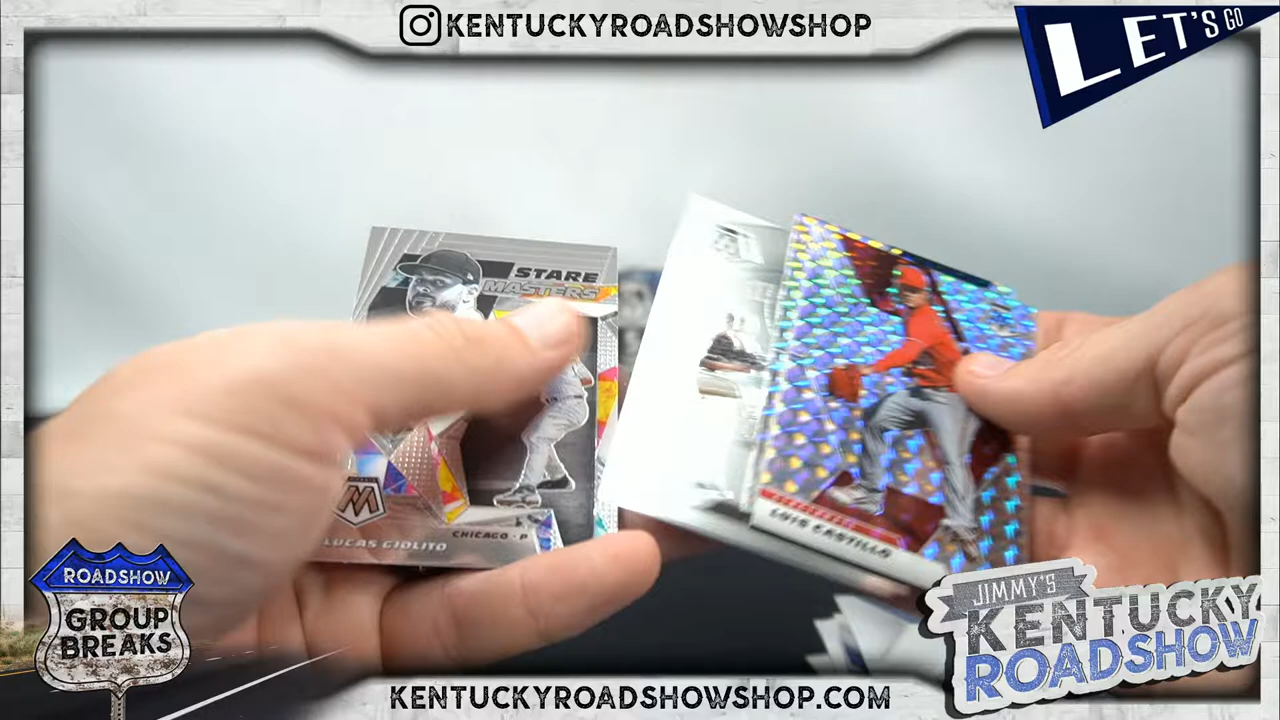 KENTUCKYROADSHOWSHOP
LET'S GO
STARE
MASTERS
CHICAGO - P
LUCAS GIOLITO
LUIS CASTILLO
ROADSHOW
GROUP
BREAKS
JIMMY'S
KENTUCKY
ROADSHOW
KENTUCKYROADSHOWSHOP.COM